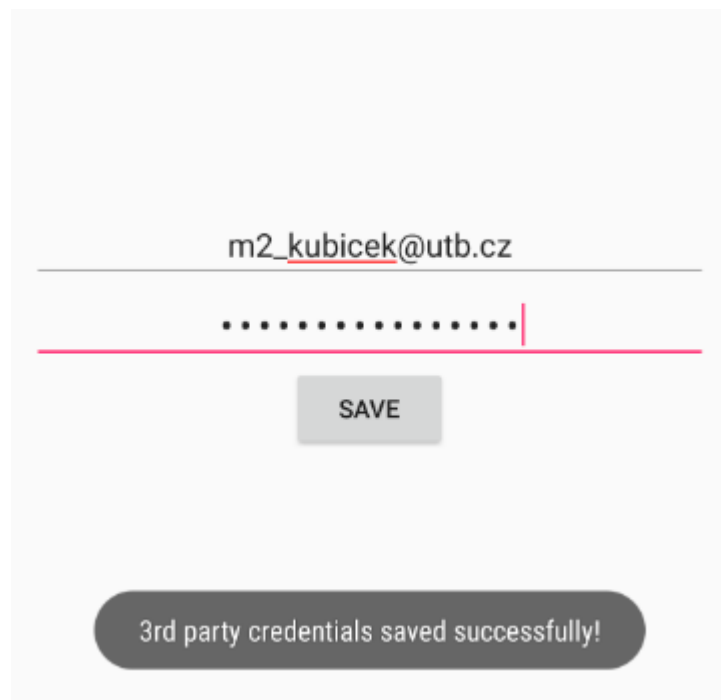 m2_kubicek@utb.cz
••••••••••••••••
SAVE
3rd party credentials saved successfully!